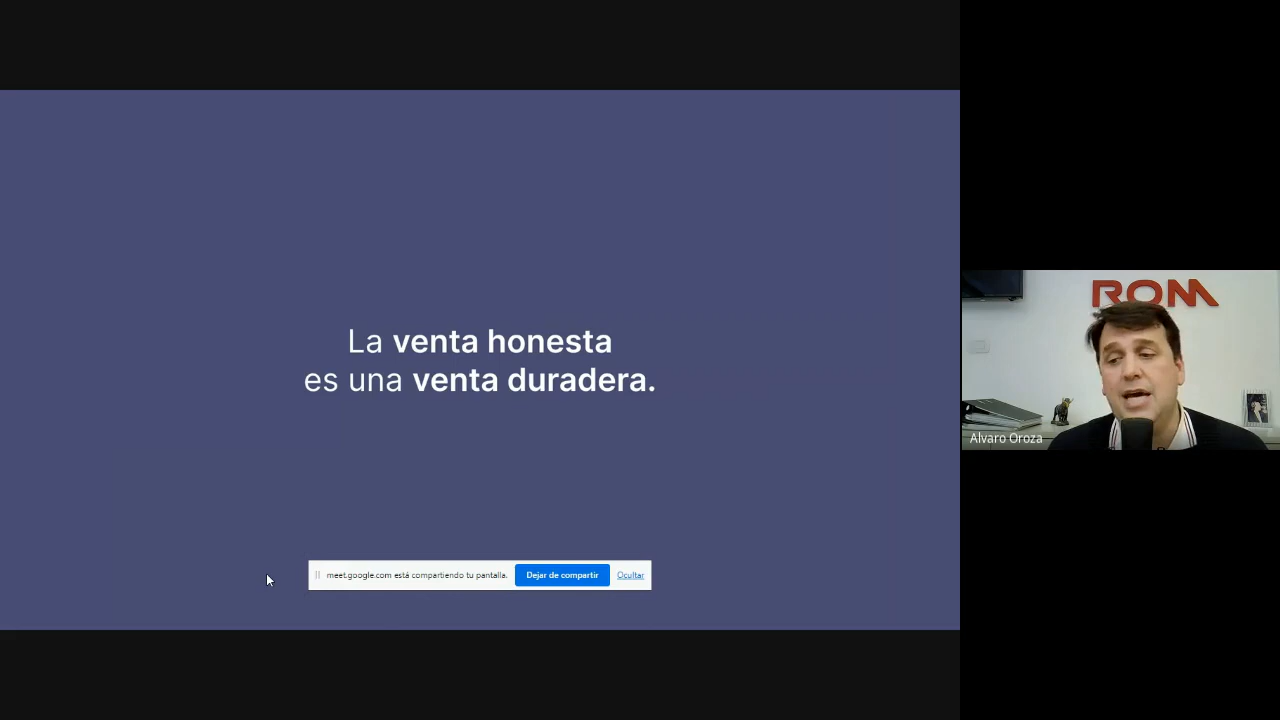 La venta honesta
es una venta duradera.
meet.google.com está compartiendo tu pantalla. Dejar de compartir Ocultar
ROM
Alvaro Oroza